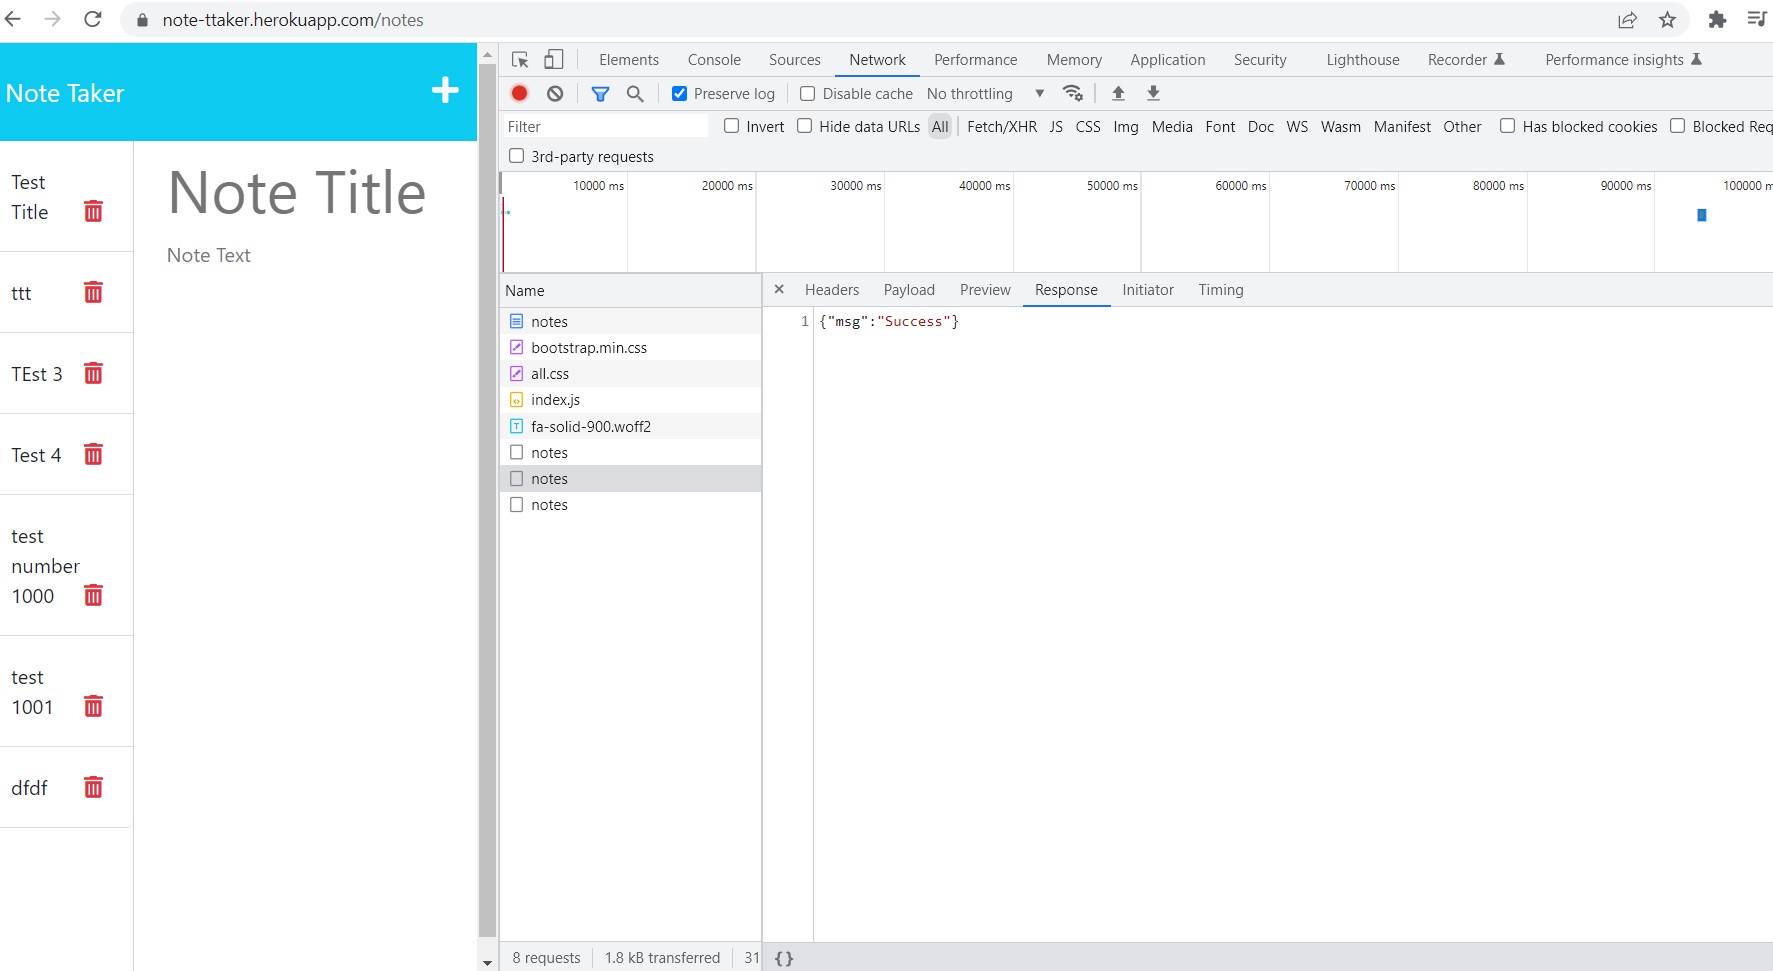 note-ttaker.herokuapp.com/notes
Note Taker
Test
Title
ttt
TEst 3
Test 4
test
number
1000
test
1001
dfdf
Note Title
Note Text
Elements Console Sources Network Performance Memory Application Security Lighthouse Recorder Performance insights
Preserve log Disable cache No throttling
Filter Invert Hide data URLs All Fetch/XHR JS CSS Img Media Font Doc WS Wasm Manifest Other Has blocked cookies Blocked Req
3rd-party requests
10000 ms 20000 ms 30000 ms 40000 ms 50000 ms 60000 ms 70000 ms 80000 ms 90000 ms 100000 m
Name
notes
bootstrap.min.css
all.css
index.js
fa-solid-900.woff2
notes
notes
notes
Headers Payload Preview Response Initiator Timing
1 {"msg":"Success"}
8 requests 1.8 kB transferred 31
{}